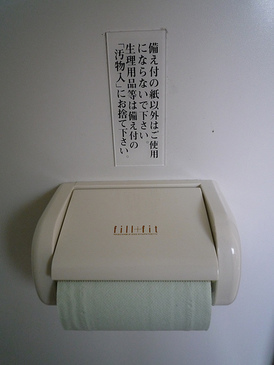 備え付の紙以外はご使用
にならないで下さい。
生理用品等は備え付の
「汚物入」にお捨て下さい。
fill+fit